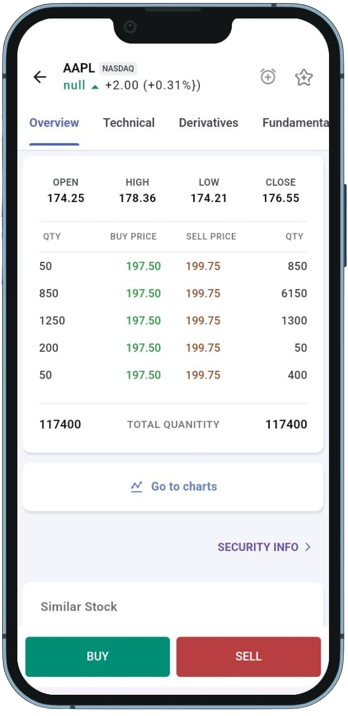 AAPL NASDAQ
null +2.00 (+0.31%})
Overview Technical Derivatives Fundamenta
OPEN HIGH LOW CLOSE
174.25 178.36 174.21 176.55
QTY BUY PRICE SELL PRICE QTY
50 197.50 199.75 850
850 197.50 199.75 6150
1250 197.50 199.75 1300
200 197.50 199.75 50
50 197.50 199.75 400
117400 TOTAL QUANITITY 117400
Go to charts
SECURITY INFO
Similar Stock
BUY SELL